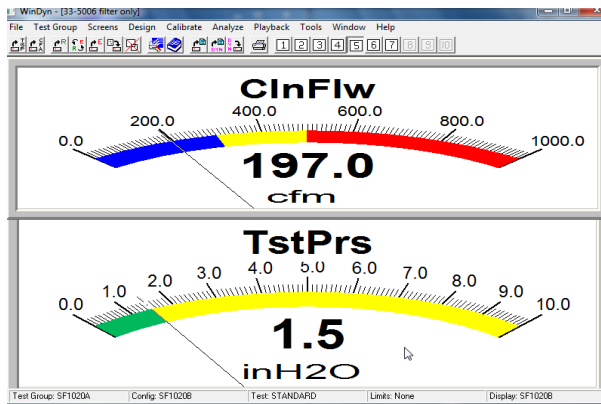 WinDyn - [33-5006 filter only]
File Test Group Screens Design Calibrate Analyze Playback Tools Window Help
1 2 3 4 5 6 7 8 9 10
ClnFlw
0.0 200.0 400.0 600.0 800.0 1000.0
197.0
cfm
TstPrs
0.0 1.0 2.0 3.0 4.0 5.0 6.0 7.0 8.0 9.0 10.0
1.5
inH2O
Test Group: SF1020A Config: SF1020B Test: STANDARD Limits: None Display: SF1020B